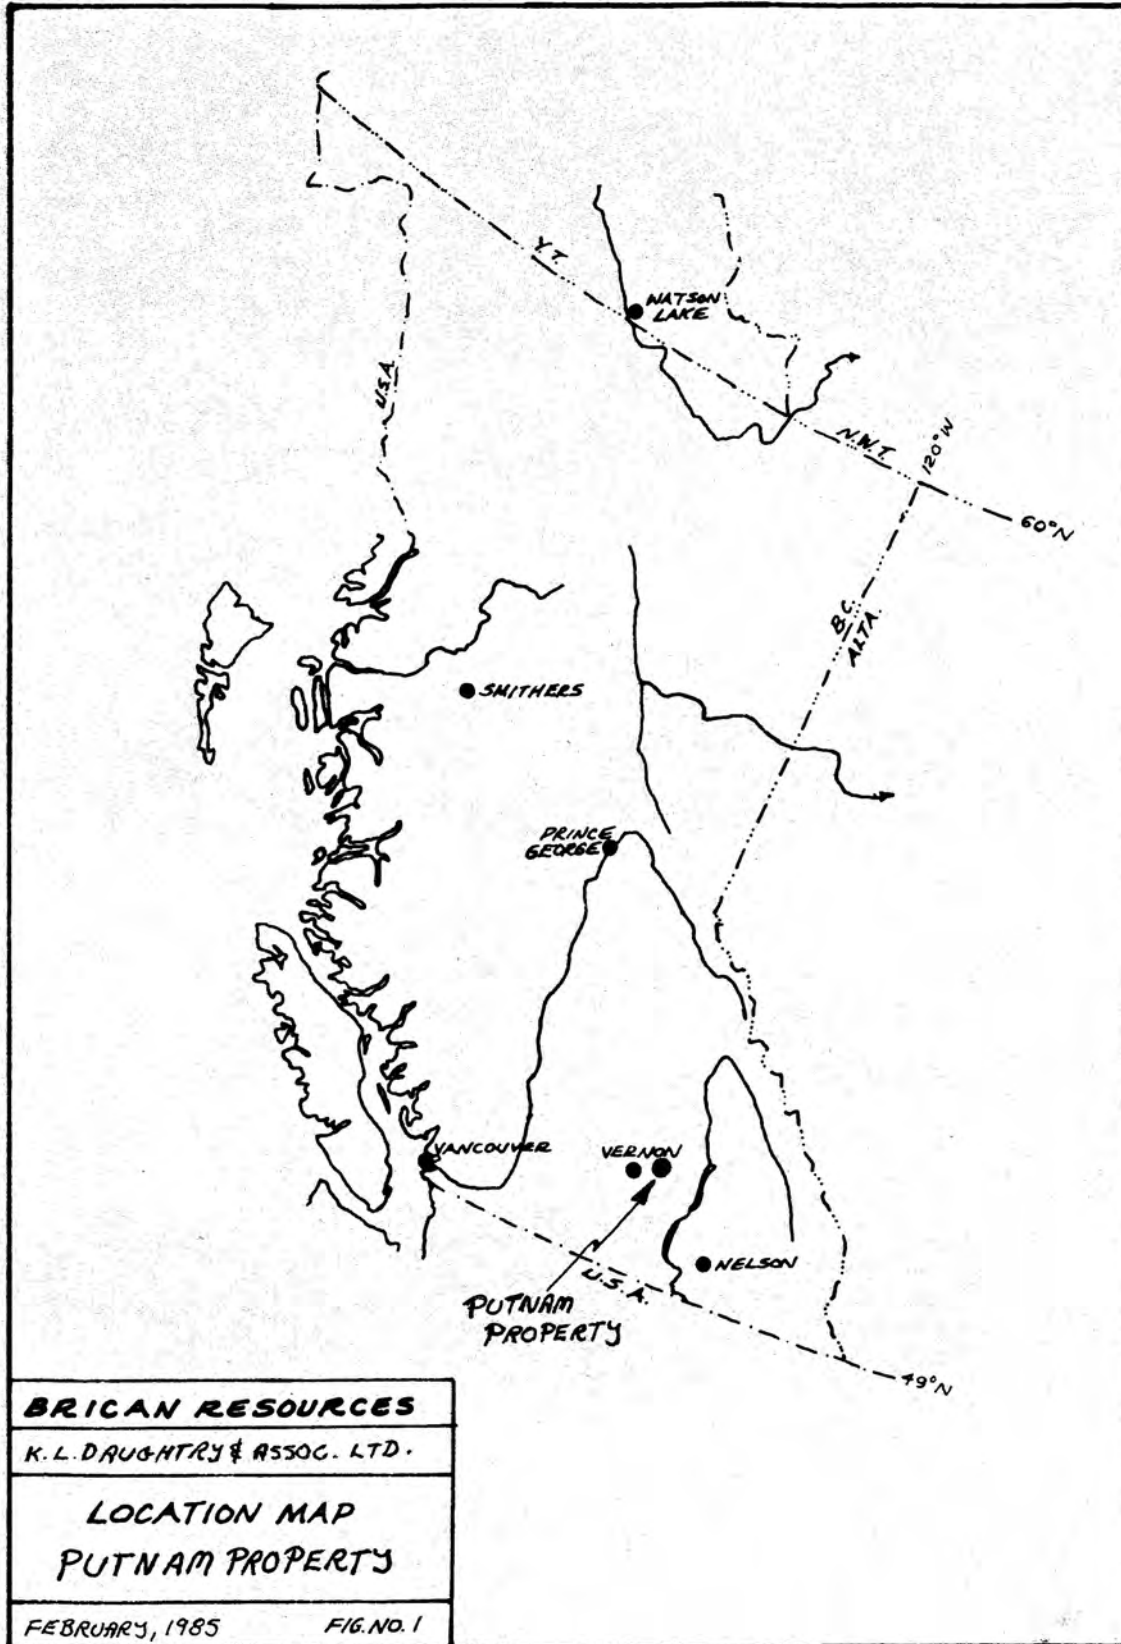 Y.T.
WATSON
LAKE
U.S.A.
N.W.T.
120°W
60°N
B.C.
ALTA.
SMITHERS
PRINCE
GEORGE
VANCOUVER
VERNON
NELSON
U.S.A.
PUTNAM
PROPERTY
49°N
BRICAN RESOURCES
K.L. DAUGHTRY & ASSOC. LTD.
LOCATION MAP
PUTNAM PROPERTY
FEBRUARY, 1985 FIG. NO. 1